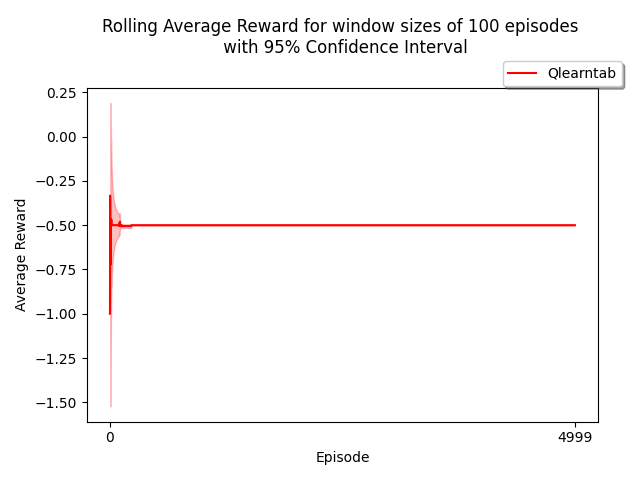 Rolling Average Reward for window sizes of 100 episodes
with 95% Confidence Interval
Qlearntab
0.25
0.00
−0.25
−0.50
−0.75
−1.00
−1.25
−1.50
Average Reward
0
4999
Episode